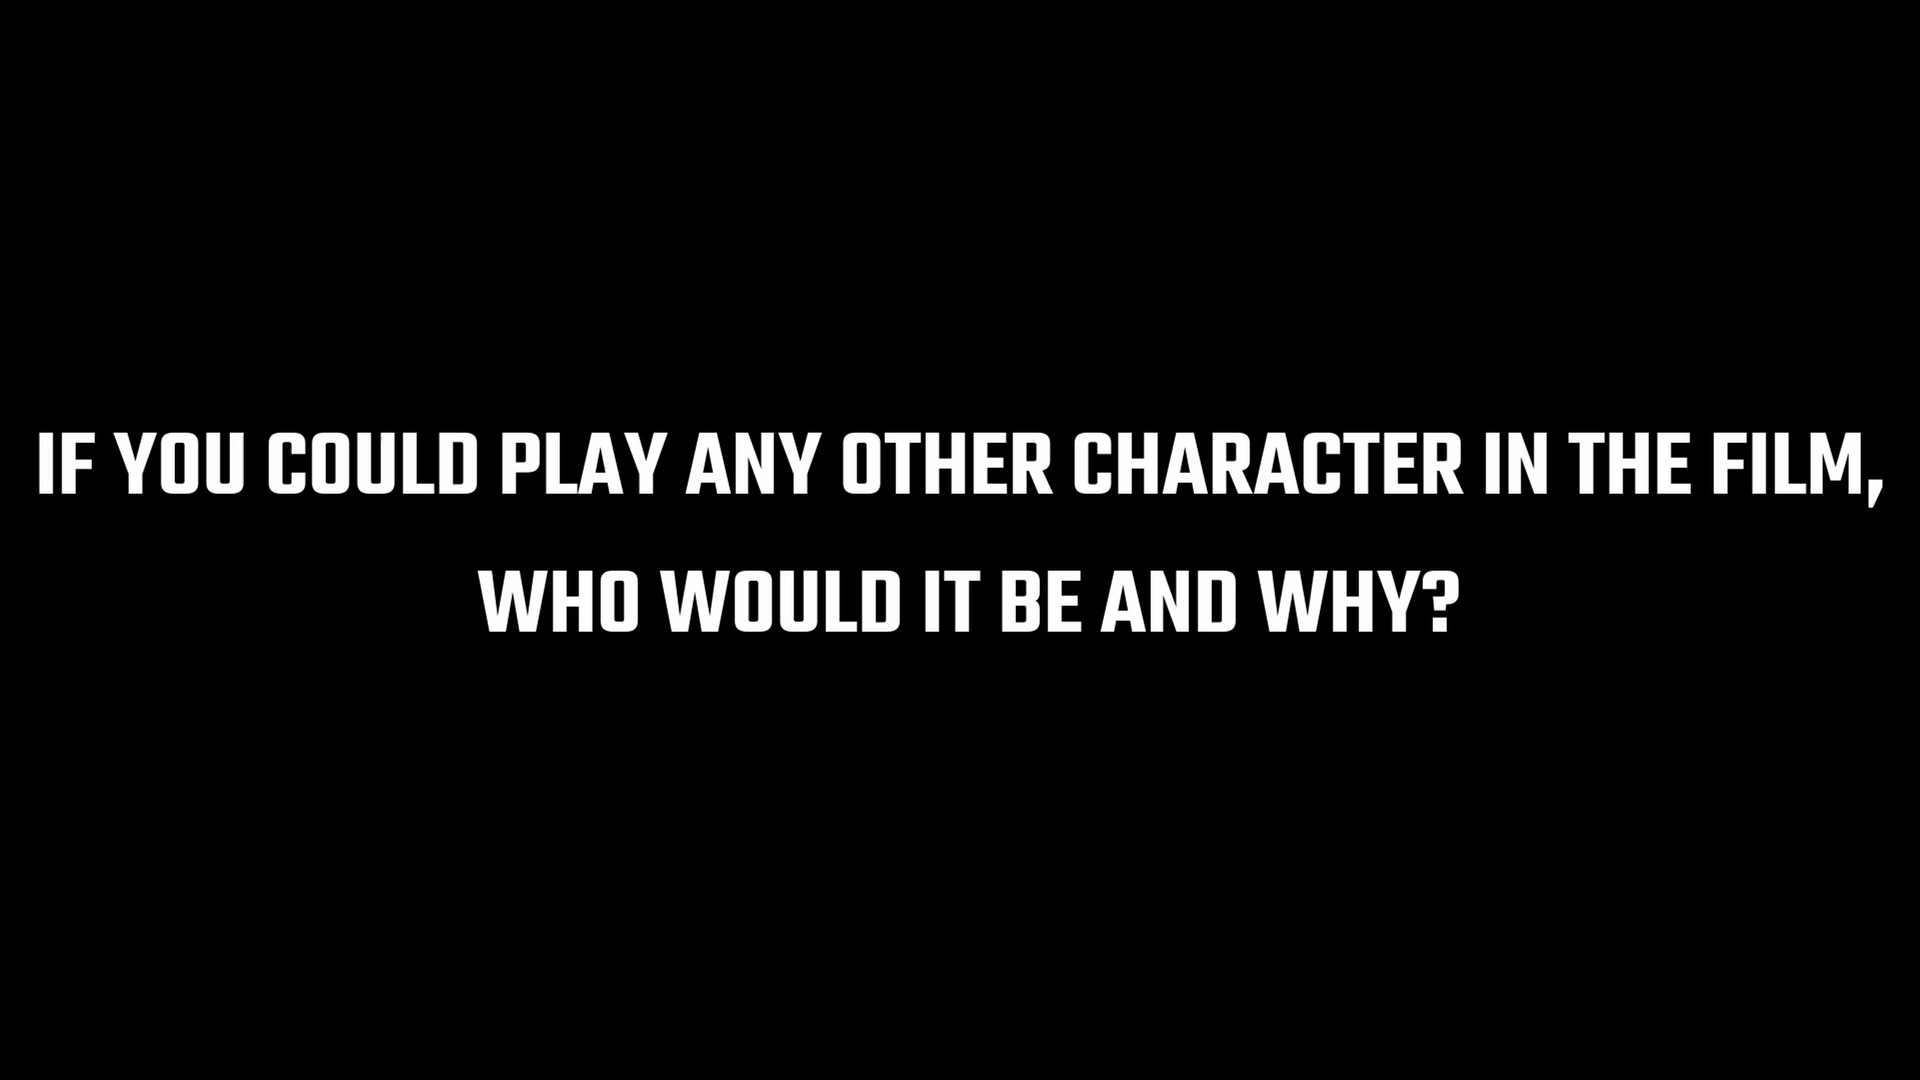 IF YOU COULD PLAY ANY OTHER CHARACTER IN THE FILM,
WHO WOULD IT BE AND WHY?